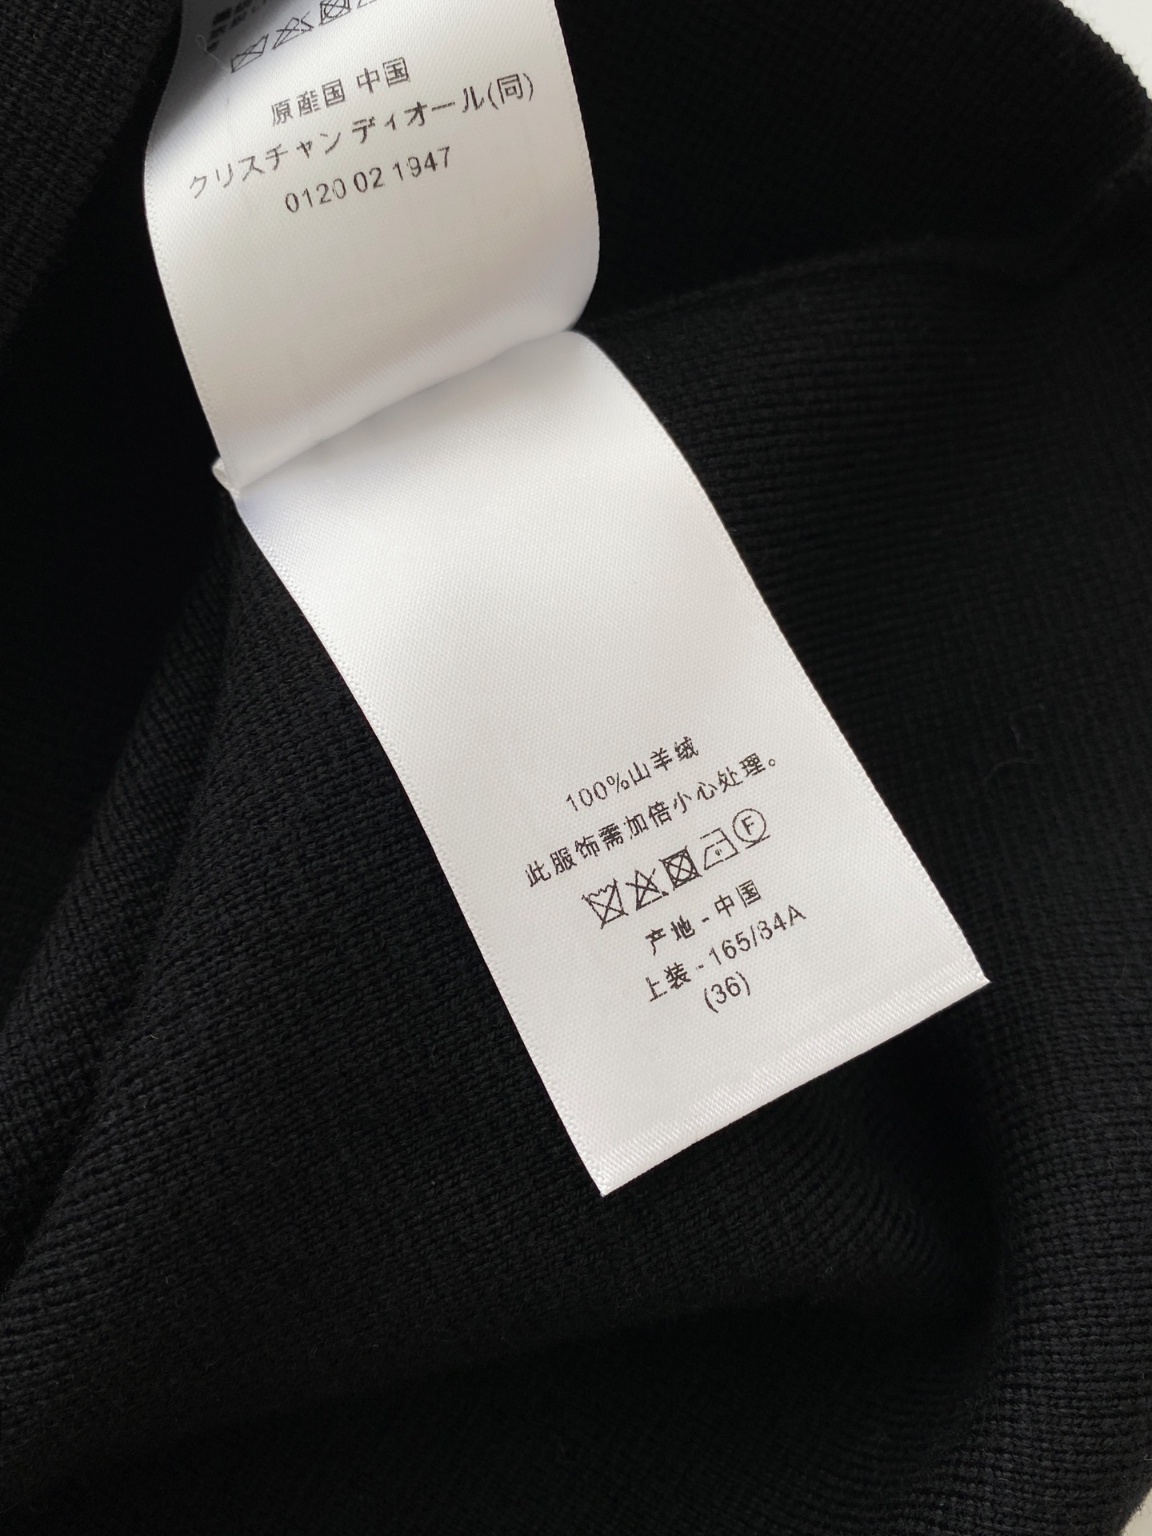 原産国 中国
クリスチャン ディオール(同)
0120 02 1947
100%山羊绒
此服饰需加倍小心处理。
F
产地 - 中国
上装 - 165/84A
(36)